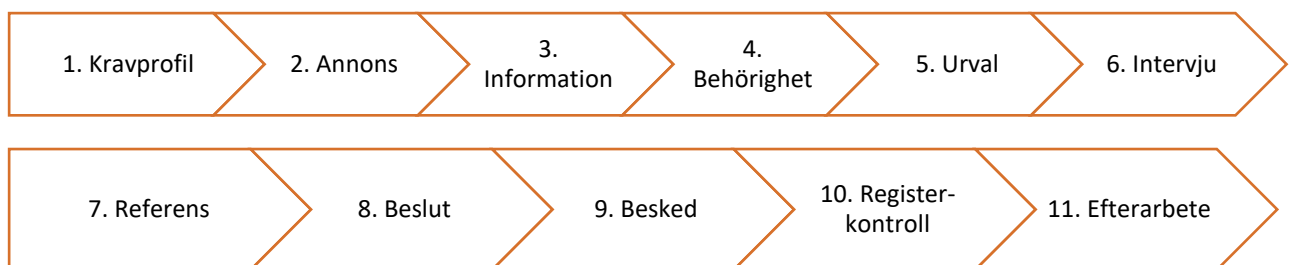 1. Kravprofil
2. Annons
3.
Information
4.
Behörighet
5. Urval
6. Intervju
7. Referens
8. Beslut
9. Besked
10. Register-
kontroll
11. Efterarbete